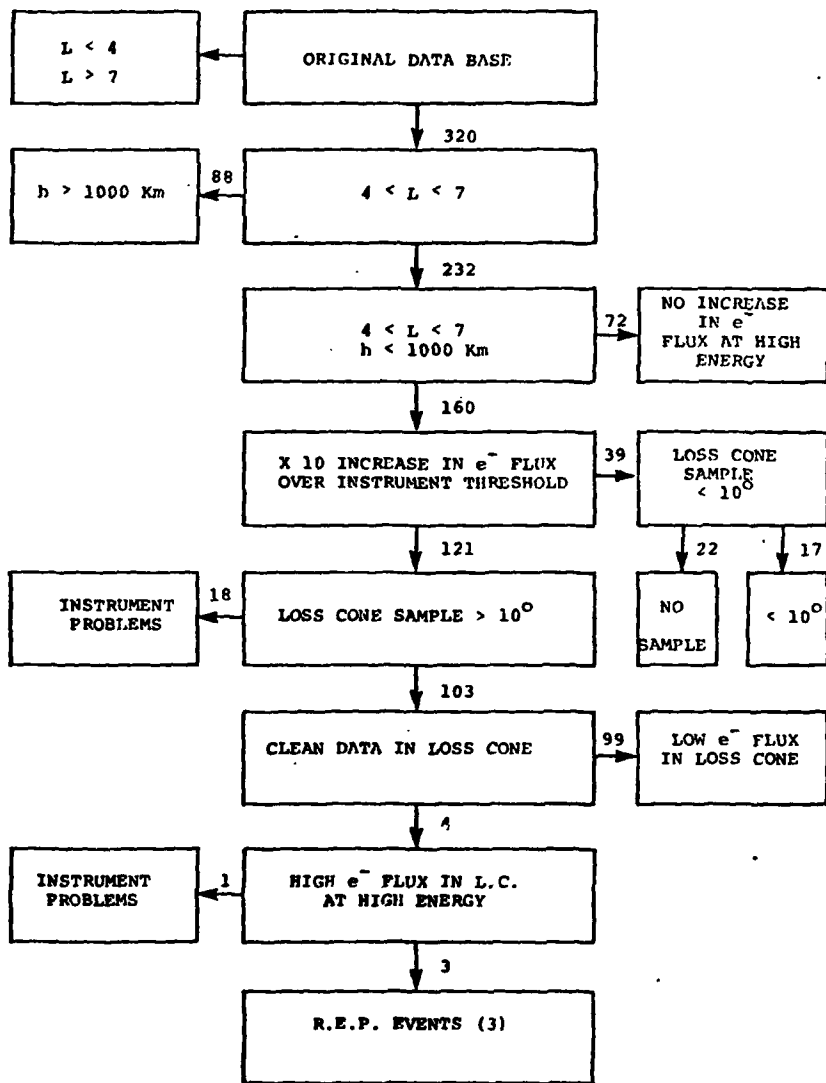 L < 4
L > 7
ORIGINAL DATA BASE
320
h > 1000 Km
88
4 < L < 7
232
4 < L < 7
h < 1000 Km
72
NO INCREASE
IN e⁻
FLUX AT HIGH
ENERGY
160
X 10 INCREASE IN e⁻ FLUX
OVER INSTRUMENT THRESHOLD
39
LOSS CONE
SAMPLE
< 10⁰
121
22
17
INSTRUMENT
PROBLEMS
18
LOSS CONE SAMPLE > 10⁰
NO
SAMPLE
< 10⁰
103
CLEAN DATA IN LOSS CONE
99
LOW e⁻ FLUX
IN LOSS CONE
4
INSTRUMENT
PROBLEMS
1
HIGH e⁻ FLUX IN L.C.
AT HIGH ENERGY
3
R.E.P. EVENTS (3)